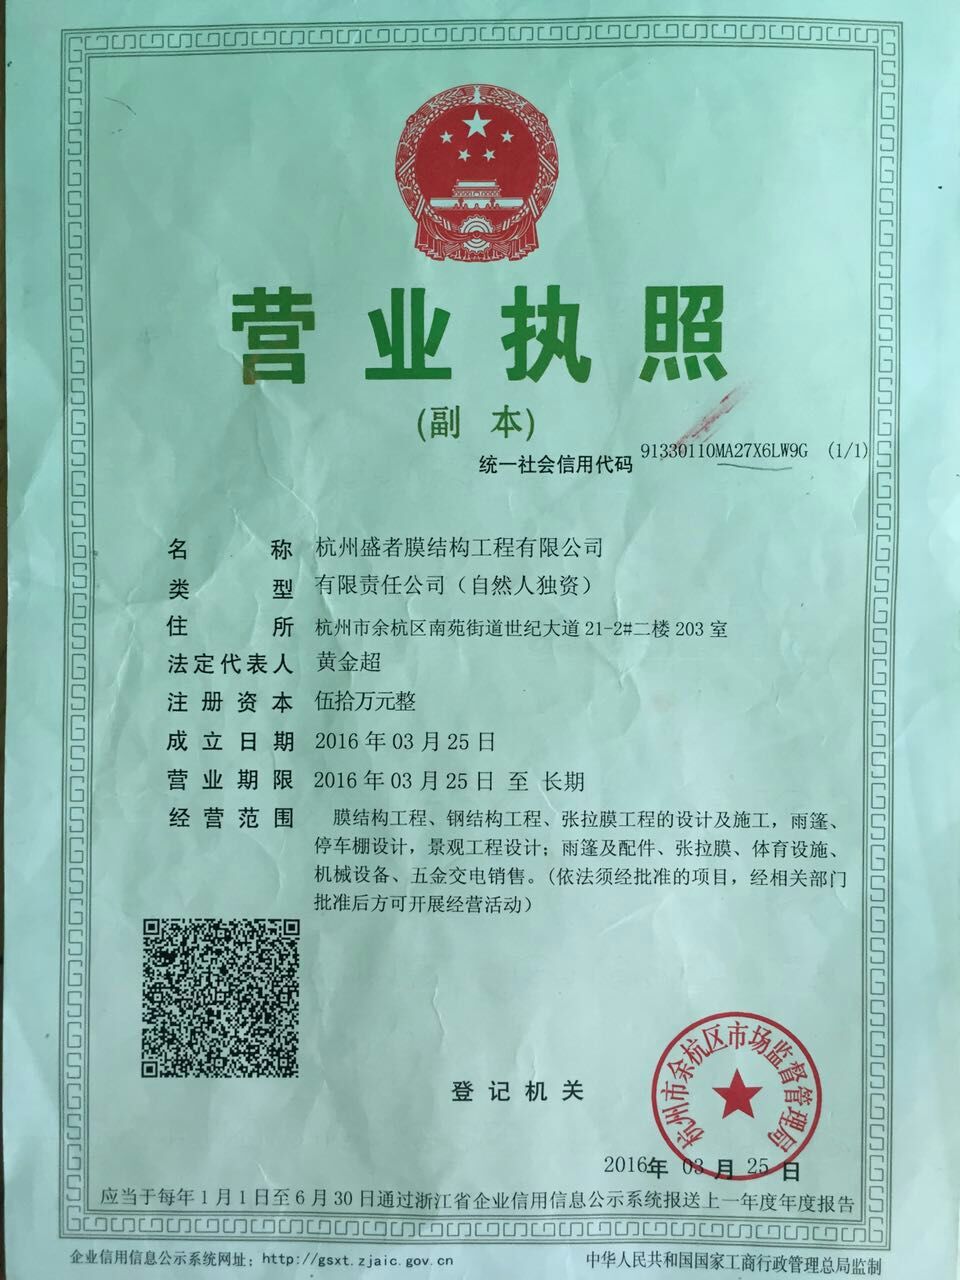 营业执照
(副 本)
统一社会信用代码 91330110MA27X6LW9G (1/1)
名称 杭州盛者膜结构工程有限公司
类型 有限责任公司（自然人独资）
住所 杭州市余杭区南苑街道世纪大道21-2#二楼203室
法定代表人 黄金超
注册资本 伍拾万元整
成立日期 2016年03月25日
营业期限 2016年03月25日 至 长期
经营范围 膜结构工程、钢结构工程、张拉膜工程的设计及施工，雨篷、
停车棚设计，景观工程设计；雨篷及配件、张拉膜、体育设施、
机械设备、五金交电销售。(依法须经批准的项目，经相关部门
批准后方可开展经营活动）
登记机关
杭州市余杭区市场监督管理局
2016年 03月 25日
应当于每年1月1日至6月30日通过浙江省企业信用信息公示系统报送上一年度年度报告
企业信用信息公示系统网址：http://gsxt.zjaic.gov.cn
中华人民共和国国家工商行政管理总局监制